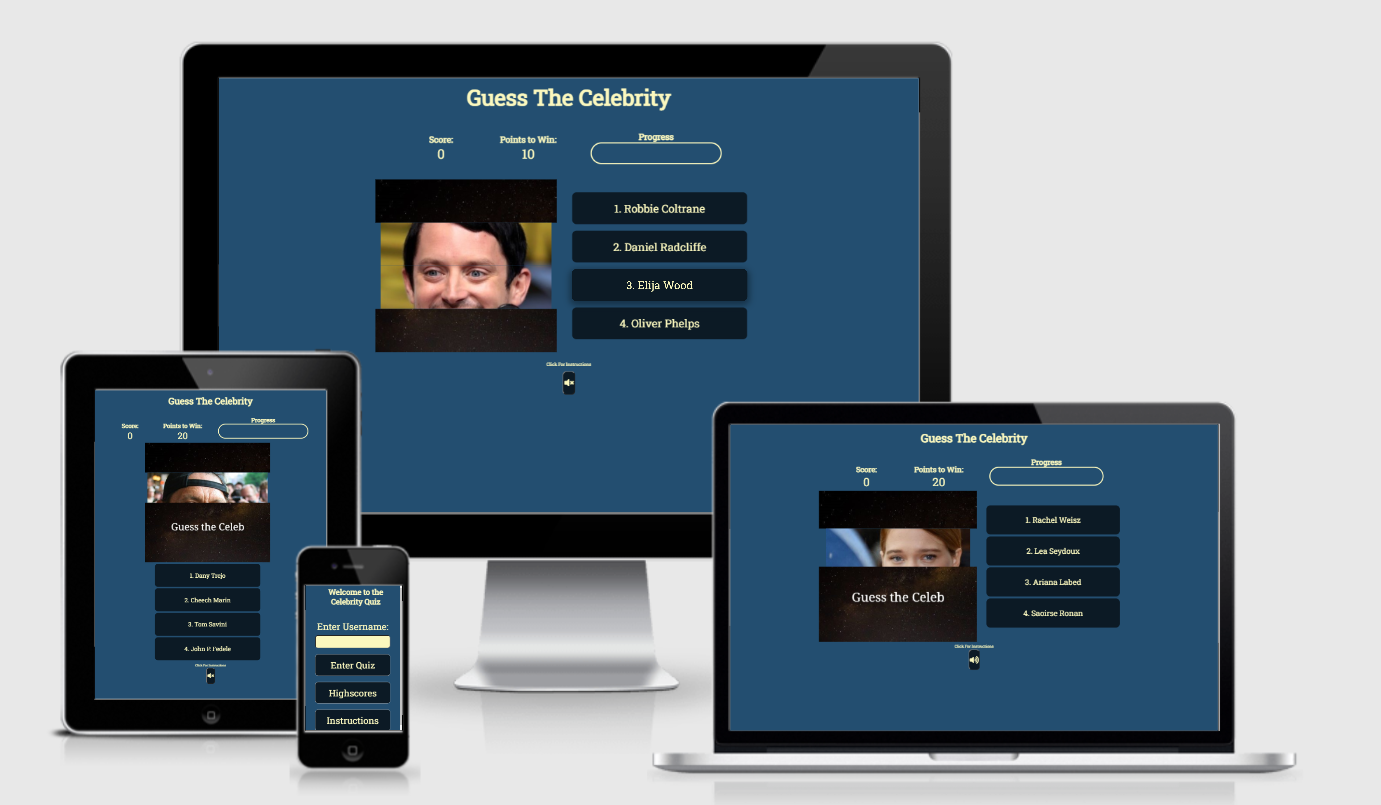 Guess The Celebrity
Score:
0
Points to Win:
10
Progress
1. Robbie Coltrane
2. Daniel Radcliffe
3. Elija Wood
4. Oliver Phelps
Click For Instructions
Guess The Celebrity
Score:
0
Points to Win:
20
Progress
Guess the Celeb
1. Dany Trejo
2. Cheech Marin
3. Tom Savini
4. John P. Fedele
Click For Instructions
Welcome to the
Celebrity Quiz
Enter Username:
Enter Quiz
Highscores
Instructions
Guess The Celebrity
Score:
0
Points to Win:
20
Progress
Guess the Celeb
1. Rachel Weisz
2. Lea Seydoux
3. Ariana Labed
4. Saoirse Ronan
Click For Instructions